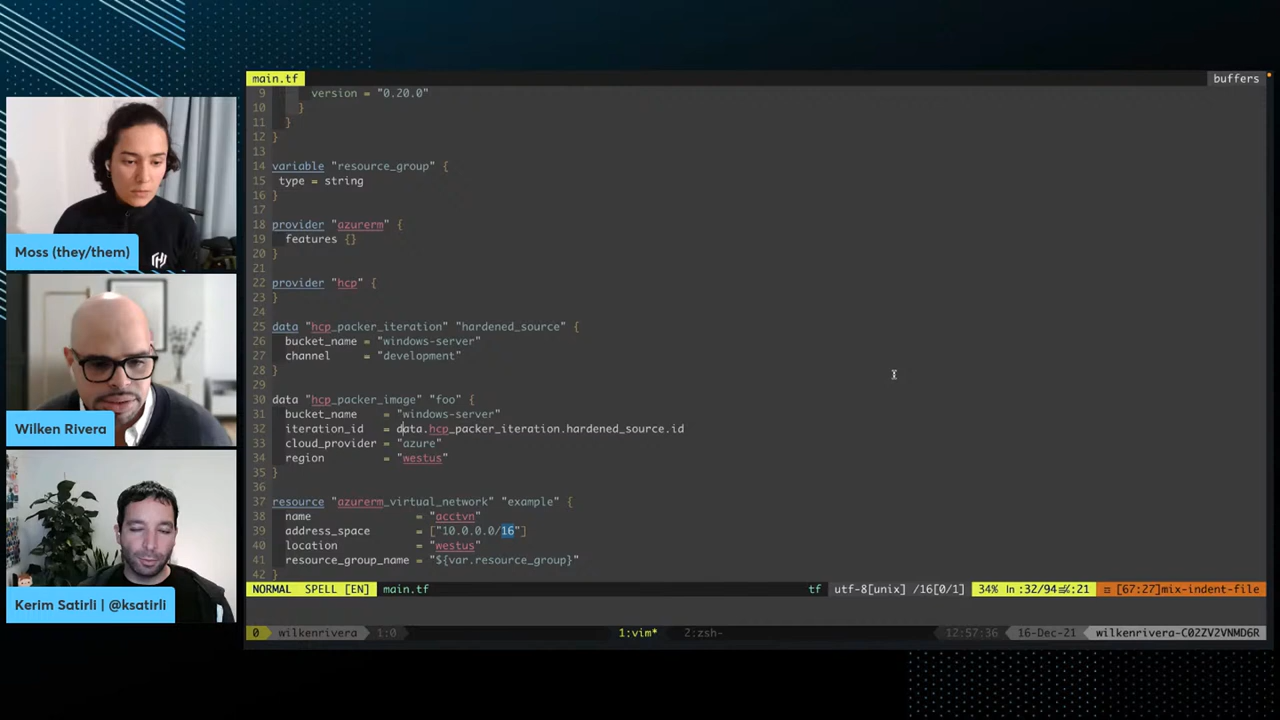 Moss (they/them)
Wilken Rivera
Kerim Satirli | @ksatirli
main.tf
buffers
9 version = "0.20.0"
10 }
11 }
12 }
13
14 variable "resource_group" {
15 type = string
16 }
17
18 provider "azurerm" {
19 features {}
20 }
21
22 provider "hcp" {
23 }
24
25 data "hcp_packer_iteration" "hardened_source" {
26 bucket_name = "windows-server"
27 channel = "development"
28 }
29
30 data "hcp_packer_image" "foo" {
31 bucket_name = "windows-server"
32 iteration_id = data.hcp_packer_iteration.hardened_source.id
33 cloud_provider = "azure"
34 region = "westus"
35 }
36
37 resource "azurerm_virtual_network" "example" {
38 name = "acctvn"
39 address_space = ["10.0.0.0/16"]
40 location = "westus"
41 resource_group_name = "${var.resource_group}"
42 }
NORMAL SPELL [EN] main.tf tf utf-8[unix] /16[0/1] 34% ln :32/94 :21 [67:27]mix-indent-file
0 wilkenrivera 1:0 1:vim* 2:zsh- 12:57:36 16-Dec-21 wilkenrivera-C02ZV2VNMD6R